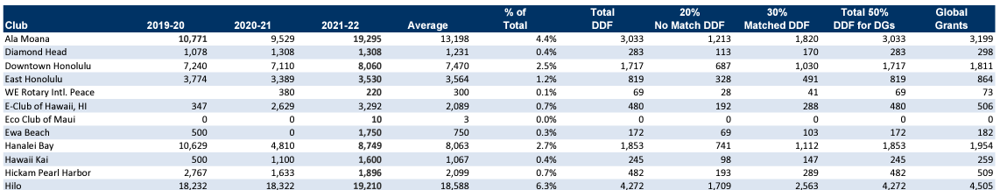 % of Total 20% 30% Total 50% Global
Club 2019-20 2020-21 2021-22 Average Total DDF No Match DDF Matched DDF DDF for DGs Grants
Ala Moana 10,771 9,529 19,295 13,198 4.4% 3,033 1,213 1,820 3,033 3,199
Diamond Head 1,078 1,308 1,308 1,231 0.4% 283 113 170 283 298
Downtown Honolulu 7,240 7,110 8,060 7,470 2.5% 1,717 687 1,030 1,717 1,811
East Honolulu 3,774 3,389 3,530 3,564 1.2% 819 328 491 819 864
WE Rotary Intl. Peace 380 220 300 0.1% 69 28 41 69 73
E-Club of Hawaii, HI 347 2,629 3,292 2,089 0.7% 480 192 288 480 506
Eco Club of Maui 0 0 10 3 0.0% 0 0 0 0 0
Ewa Beach 500 0 1,750 750 0.3% 172 69 103 172 182
Hanalei Bay 10,629 4,810 8,749 8,063 2.7% 1,853 741 1,112 1,853 1,954
Hawaii Kai 500 1,100 1,600 1,067 0.4% 245 98 147 245 259
Hickam Pearl Harbor 2,767 1,633 1,896 2,099 0.7% 482 193 289 482 509
Hilo 18,232 18,322 19,210 18,588 6.3% 4,272 1,709 2,563 4,272 4,505